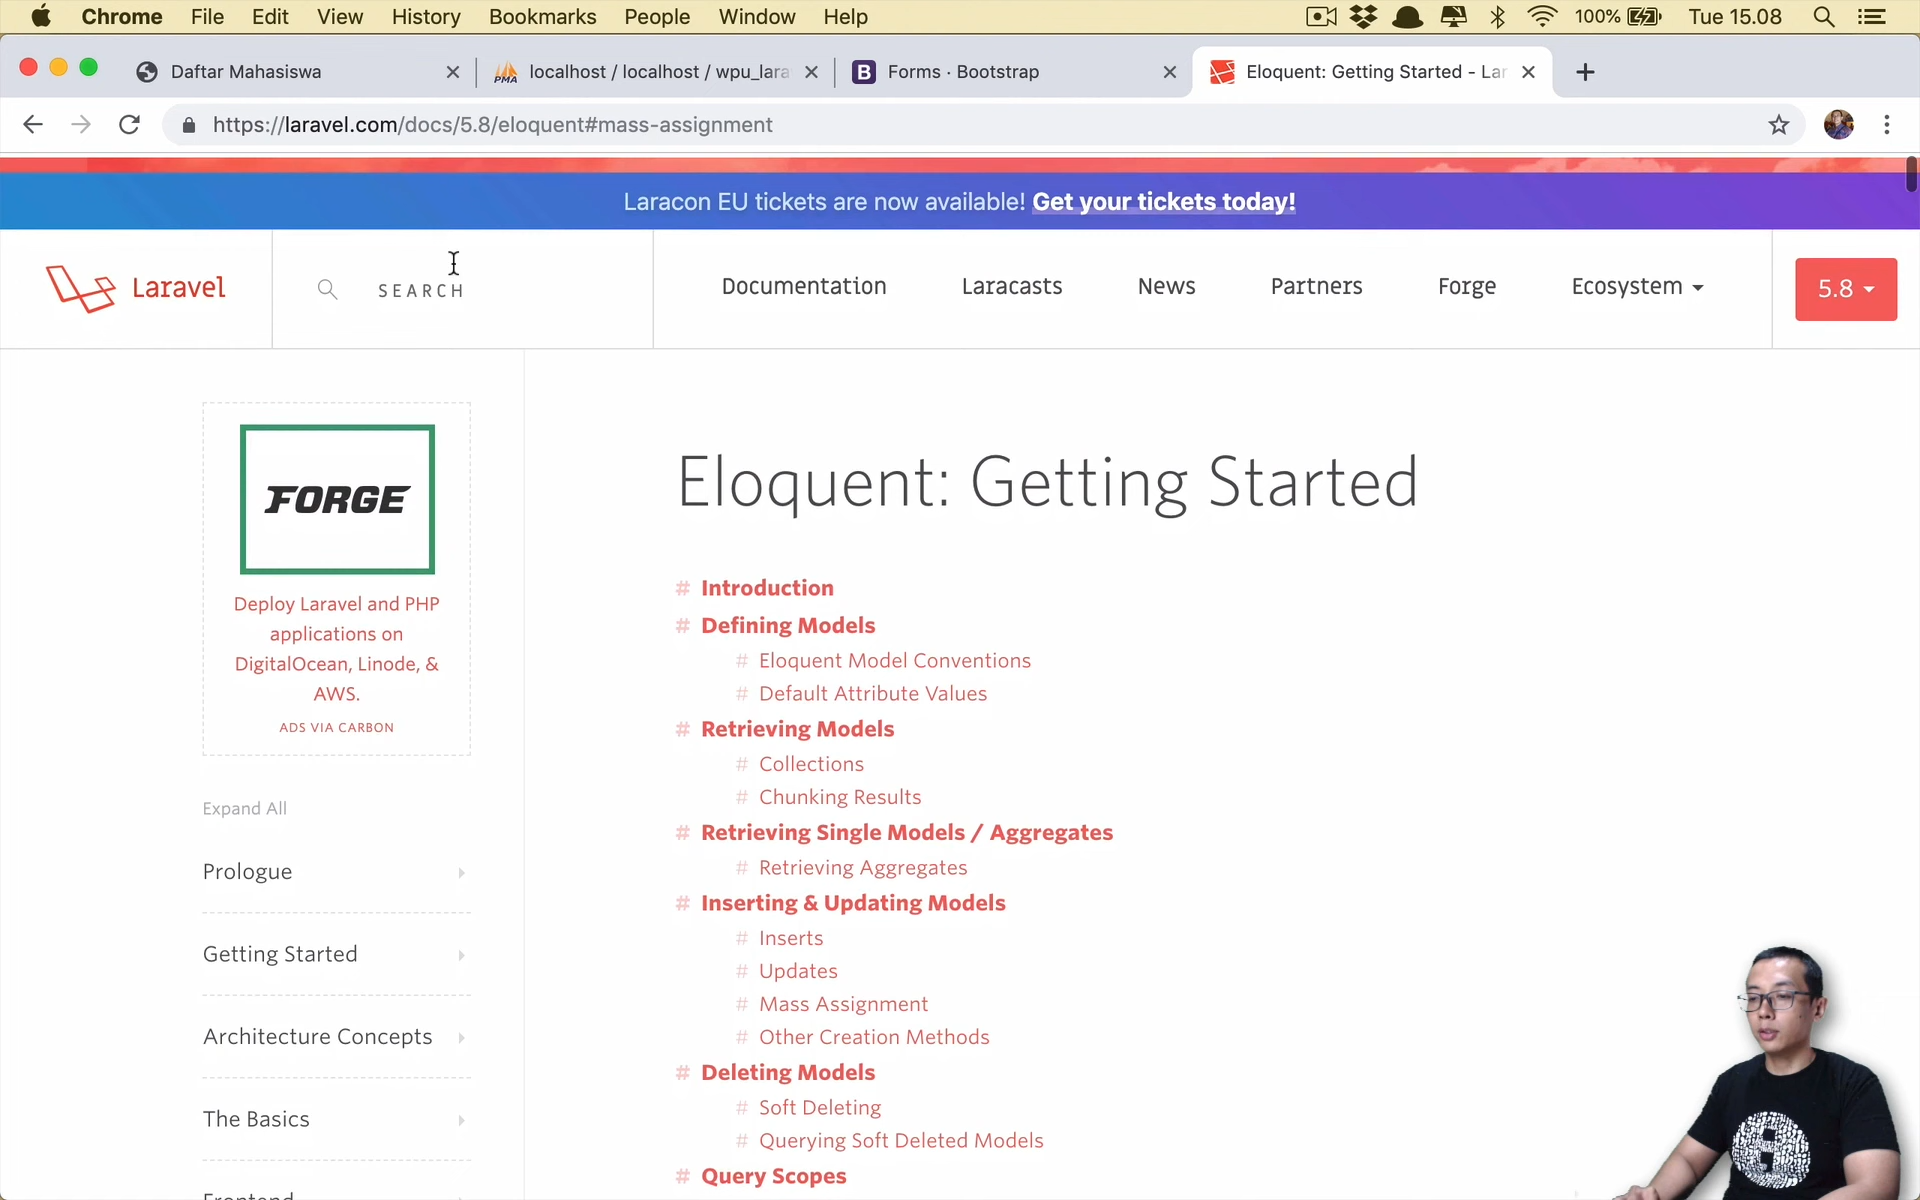 Chrome File Edit View History Bookmarks People Window Help 100% Tue 15.08
Daftar Mahasiswa
PMA localhost / localhost / wpu_lara
B Forms · Bootstrap
Eloquent: Getting Started - Lar
https://laravel.com/docs/5.8/eloquent#mass-assignment
Laracon EU tickets are now available! Get your tickets today!
Laravel
SEARCH
Documentation Laracasts News Partners Forge Ecosystem
5.8
FORGE
Deploy Laravel and PHP
applications on
DigitalOcean, Linode, &
AWS.
ADS VIA CARBON
Expand All
Prologue
Getting Started
Architecture Concepts
The Basics
Frontend
Eloquent: Getting Started
# Introduction
# Defining Models
# Eloquent Model Conventions
# Default Attribute Values
# Retrieving Models
# Collections
# Chunking Results
# Retrieving Single Models / Aggregates
# Retrieving Aggregates
# Inserting & Updating Models
# Inserts
# Updates
# Mass Assignment
# Other Creation Methods
# Deleting Models
# Soft Deleting
# Querying Soft Deleted Models
# Query Scopes